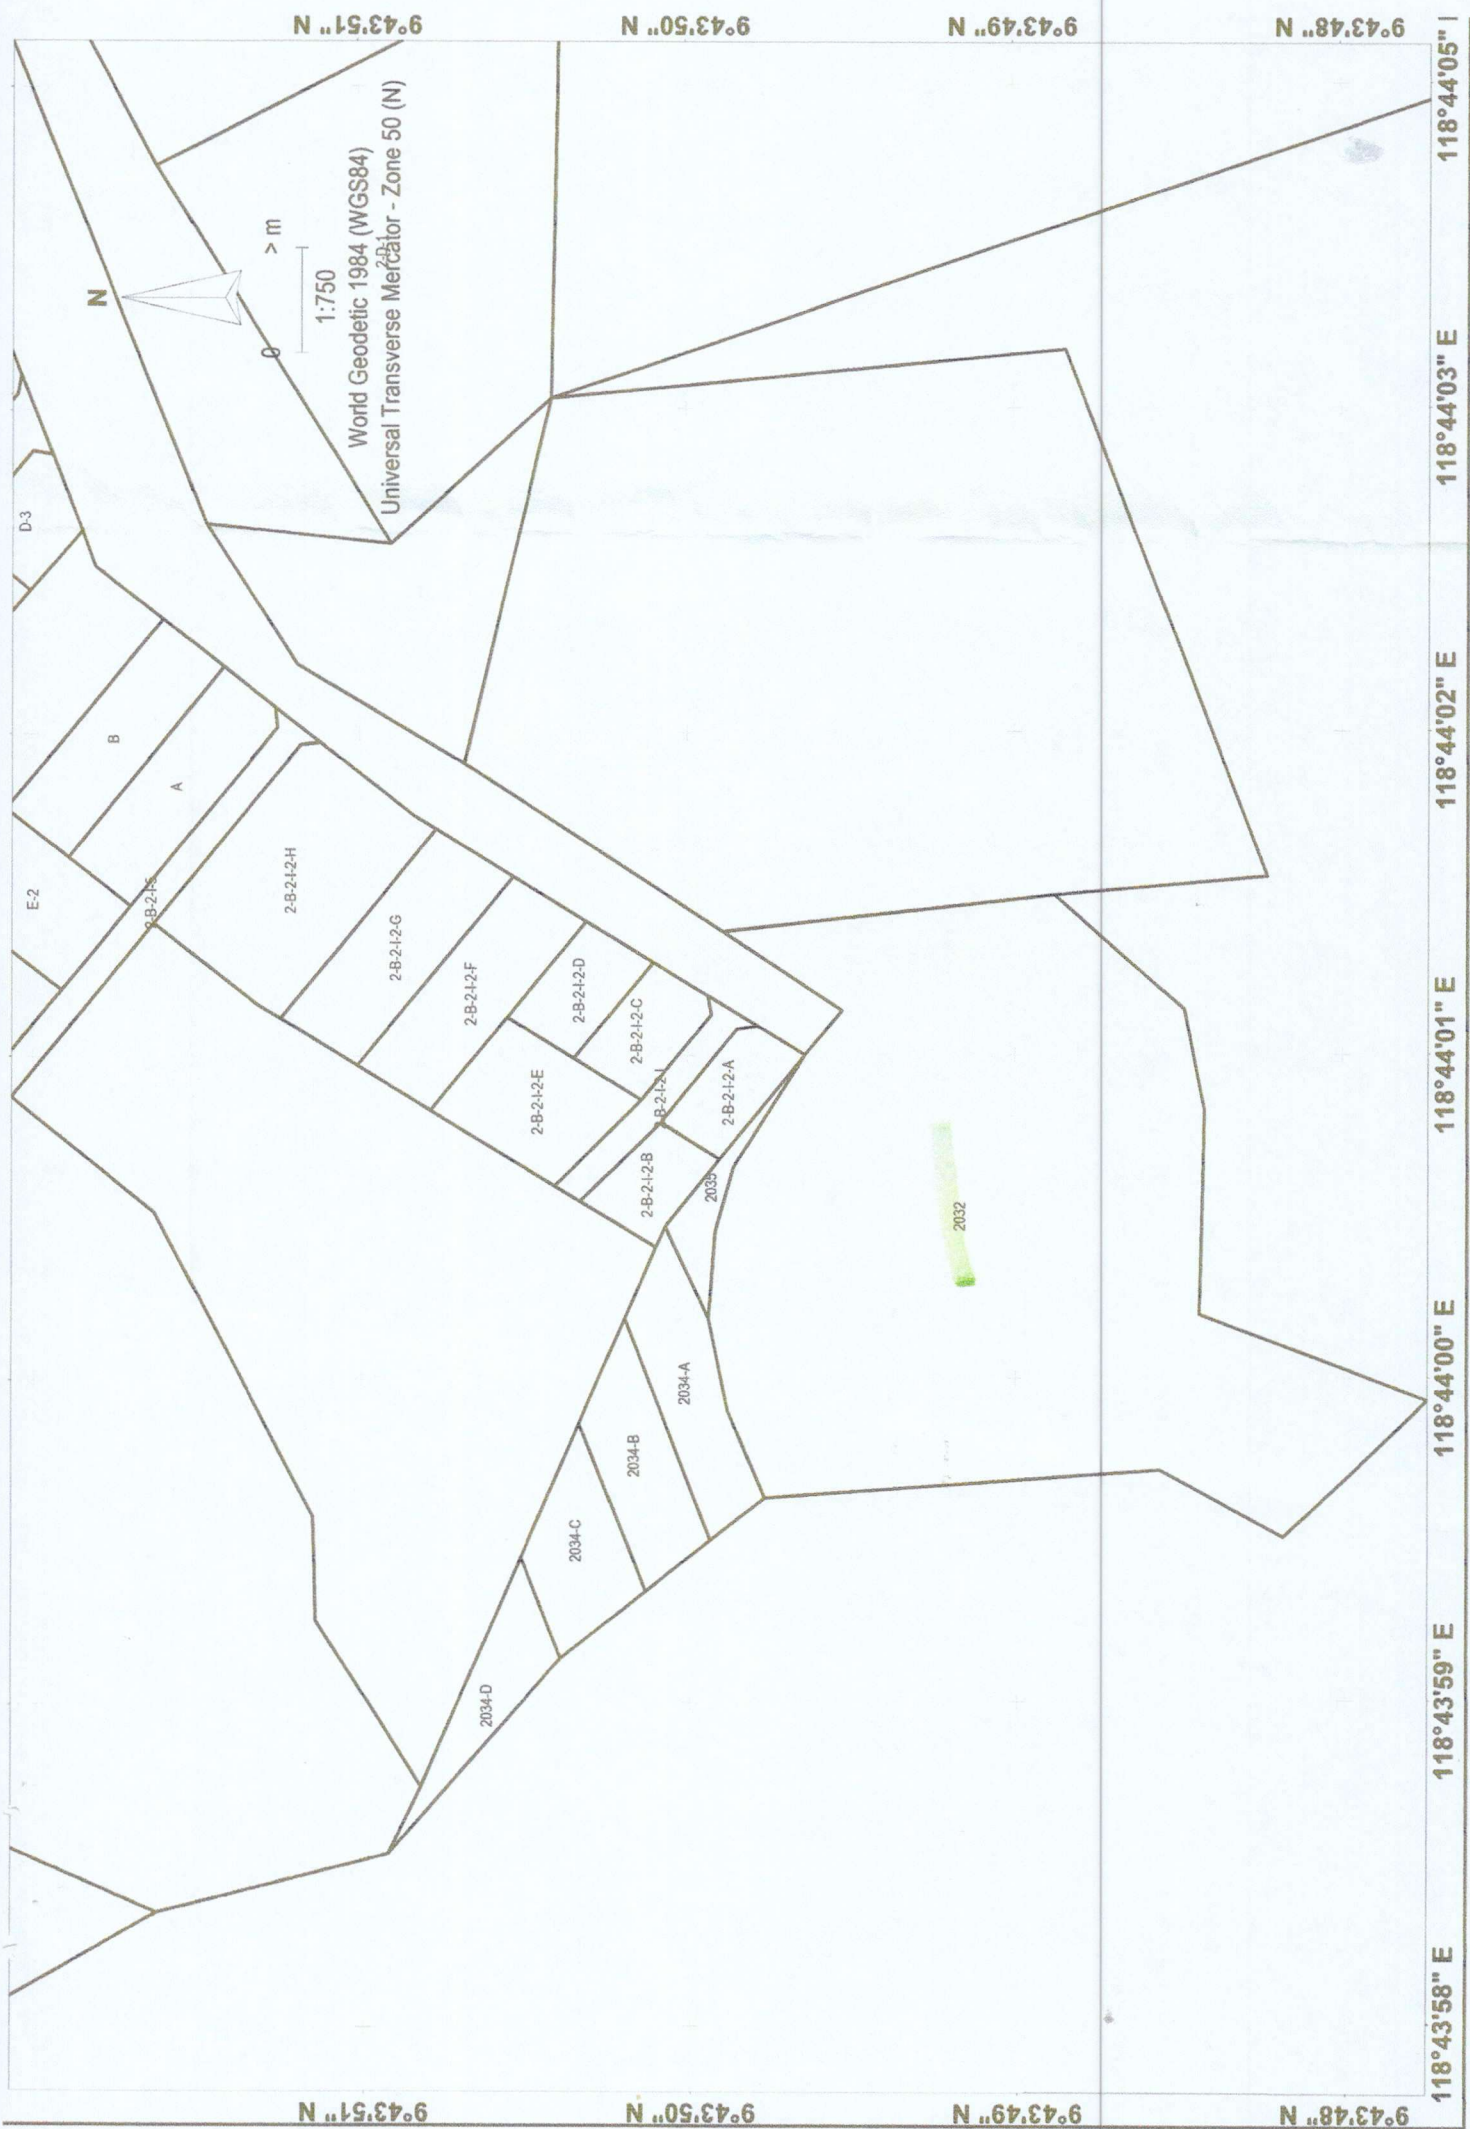 9°43'51" N
9°43'50" N
9°43'49" N
9°43'48" N
118°44'05"
118°44'03" E
118°44'02" E
118°44'01" E
118°44'00" E
118°43'59" E
118°43'58" E
9°43'51" N
9°43'50" N
9°43'49" N
9°43'48" N
N
0
> m
1:750
World Geodetic 1984 (WGS84)
2-D-1
Universal Transverse Mercator - Zone 50 (N)
D-3
E-2
B
A
2-B-2-I-2-H
2-B-2-I-2-G
2-B-2-I-2-F
2-B-2-I-2-E
2-B-2-I-2-D
2-B-2-I-2-C
2-B-2-I-2-A
2-B-2-I-2-B
2035
2034-A
2034-B
2034-C
2034-D
2032